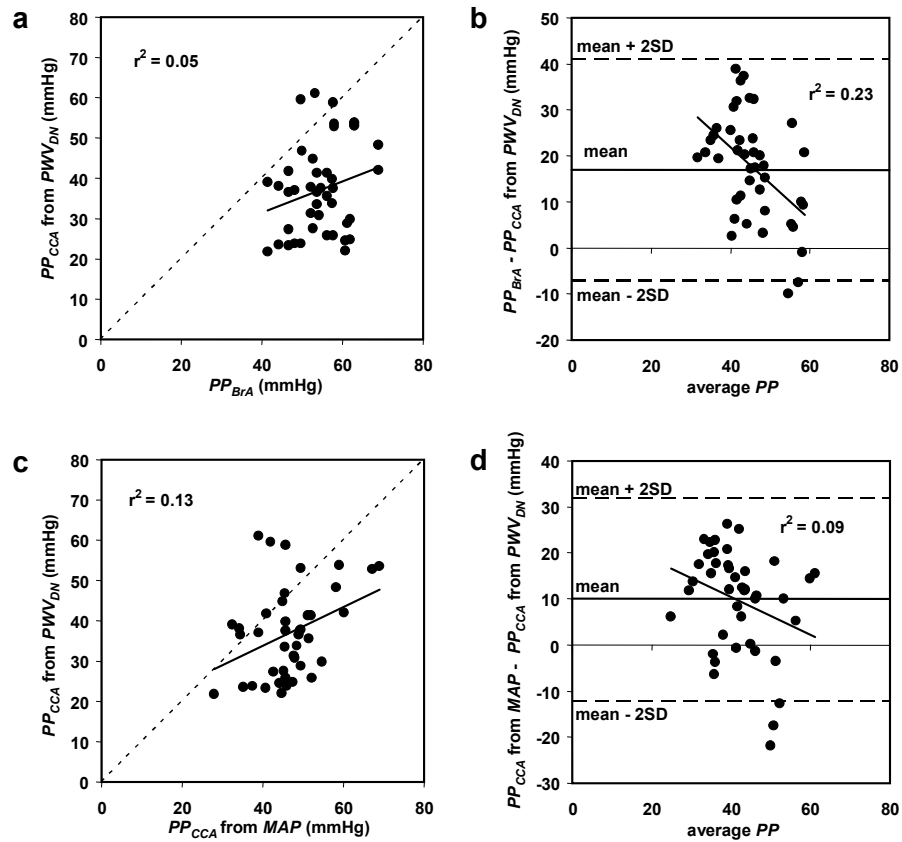 a
80
70
60
50
40
30
20
10
0
r² = 0.05
0 20 40 60 80
PP_CCA from PWV_DN (mmHg)
PP_BrA (mmHg)
b
50
40
30
20
10
0
-10
-20
mean + 2SD
r² = 0.23
mean
mean - 2SD
0 20 40 60 80
PP_BrA - PP_CCA from PWV_DN (mmHg)
average PP
c
80
70
60
50
40
30
20
10
0
r² = 0.13
0 20 40 60 80
PP_CCA from PWV_DN (mmHg)
PP_CCA from MAP (mmHg)
d
40
30
20
10
0
-10
-20
-30
mean + 2SD
r² = 0.09
mean
mean - 2SD
0 20 40 60 80
PP_CCA from MAP - PP_CCA from PWV_DN (mmHg)
average PP